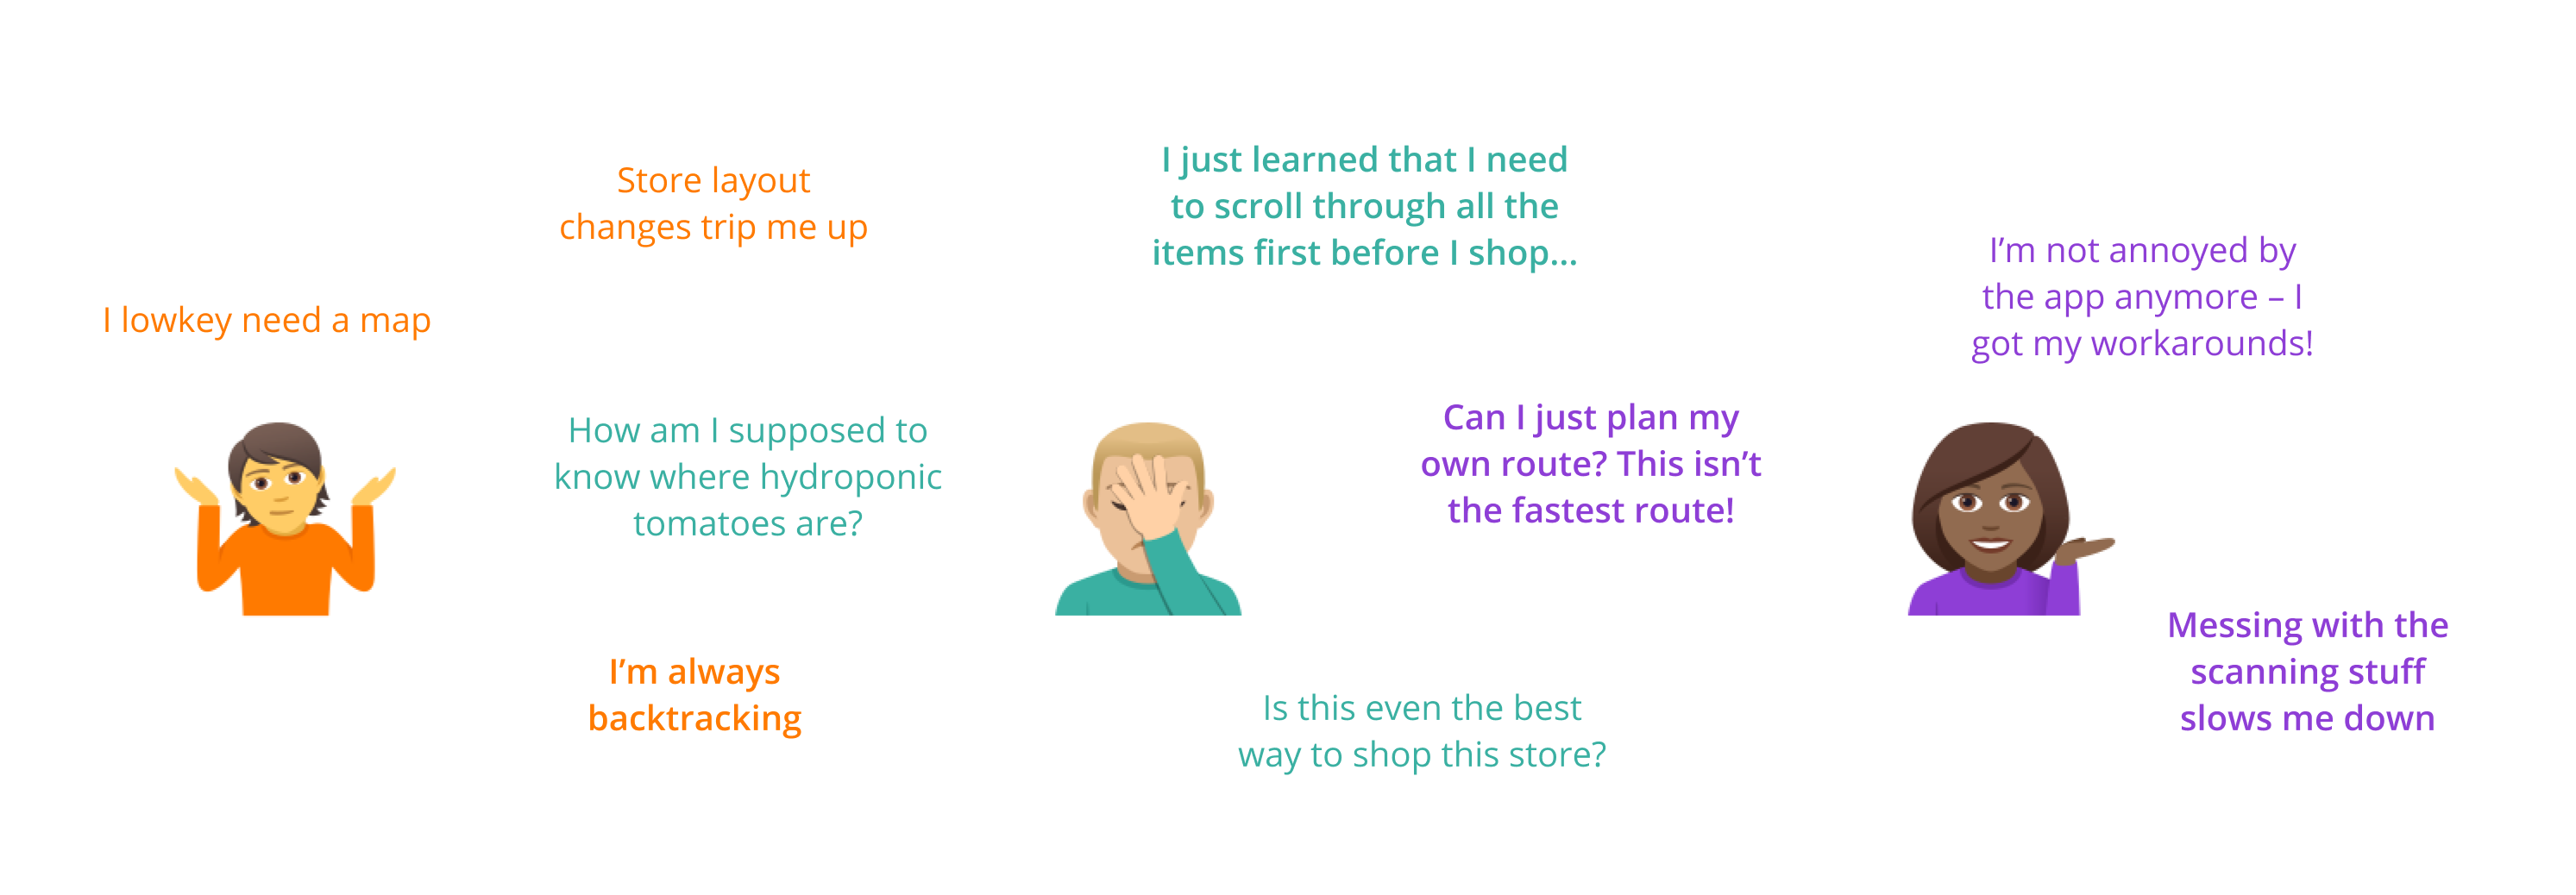 I lowkey need a map
Store layout
changes trip me up
How am I supposed to
know where hydroponic
tomatoes are?
I’m always
backtracking
I just learned that I need
to scroll through all the
items first before I shop...
Can I just plan my
own route? This isn’t
the fastest route!
Is this even the best
way to shop this store?
I’m not annoyed by
the app anymore – I
got my workarounds!
Messing with the
scanning stuff
slows me down